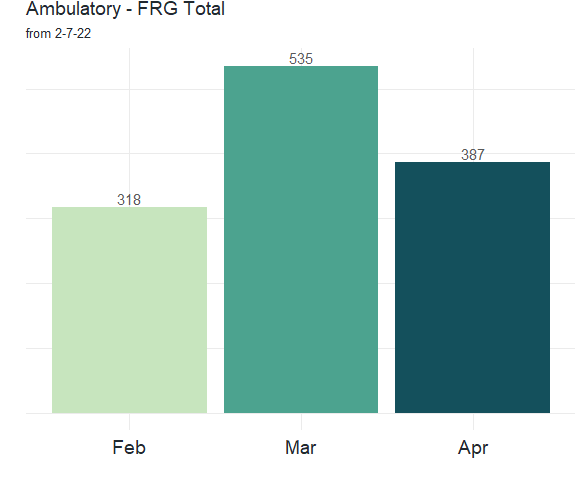 Ambulatory - FRG Total
from 2-7-22
535
387
318
Feb Mar Apr